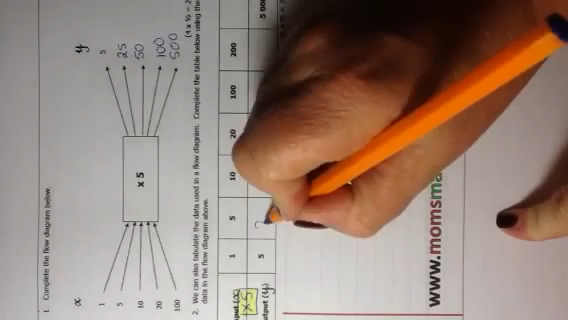 1. Complete the flow diagram below.
x y
1 5
5 25
10 x 5 50
20 100
100 500
(4 x ½ = 2
2. We can also tabulate the data used in a flow diagram. Complete the table below using the
data in the flow diagram above.
put (x) 1 5 10 20 100 200
x 5
utput (y) 5 2 5 000
www.momsma